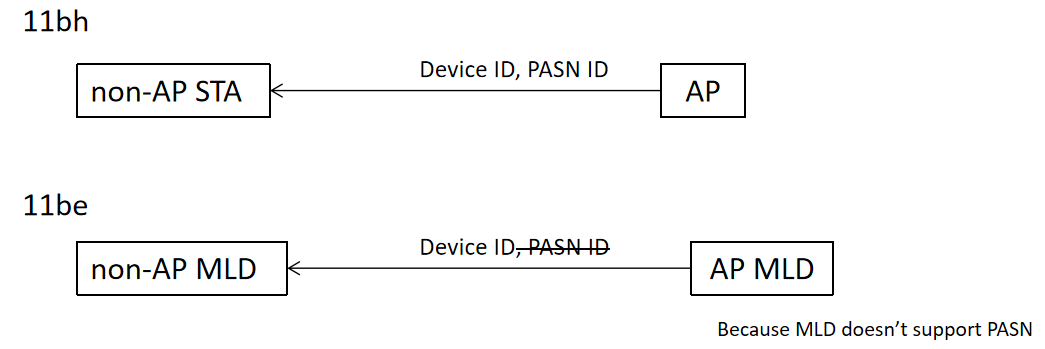 11bh
Device ID, PASN ID
non-AP STA
AP
11be
Device ID, PASN ID
non-AP MLD
AP MLD
Because MLD doesn't support PASN